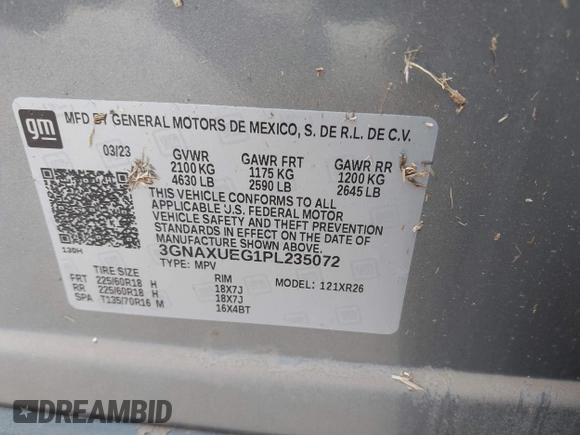 gm
MFD BY GENERAL MOTORS DE MEXICO, S. DE R.L. DE C.V.
03/23 GVWR GAWR FRT GAWR RR
2100 KG 1175 KG 1200 KG
4630 LB 2590 LB 2645 LB
THIS VEHICLE CONFORMS TO ALL
APPLICABLE U.S. FEDERAL MOTOR
VEHICLE SAFETY AND THEFT PREVENTION
STANDARDS IN EFFECT ON THE DATE OF
MANUFACTURE SHOWN ABOVE.
130H 3GNAXUEG1PL235072
TYPE: MPV
TIRE SIZE RIM MODEL: 121XR26
FRT 225/60R18 H 18X7J
RR 225/60R18 H 18X7J
SPA T135/70R16 M 16X4BT
DREAMBID